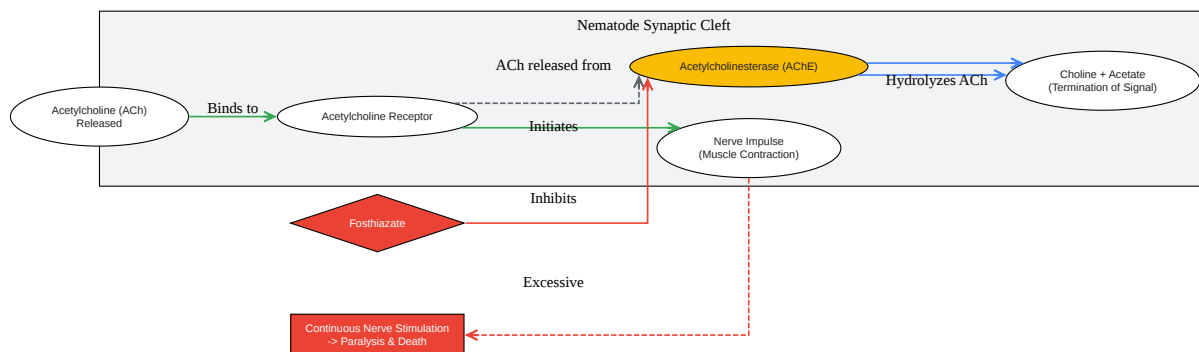 Nematode Synaptic Cleft
ACh released from
Acetylcholinesterase (AChE)
Hydrolyzes ACh
Choline + Acetate
(Termination of Signal)
Acetylcholine (ACh)
Released
Binds to
Acetylcholine Receptor
Initiates
Nerve Impulse
(Muscle Contraction)
Inhibits
Fosthiazate
Excessive
Continuous Nerve Stimulation
-> Paralysis & Death